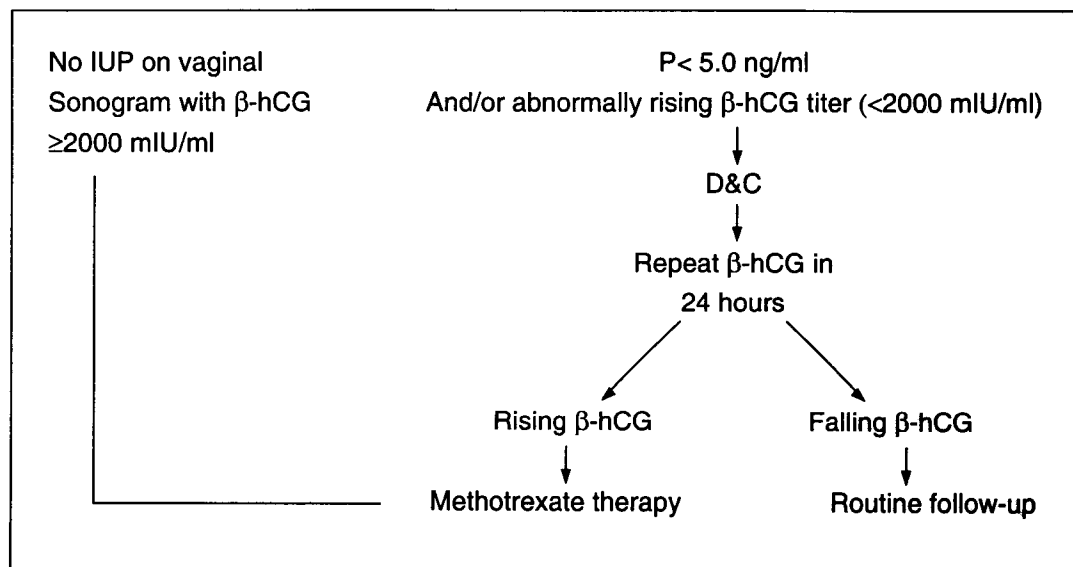 No IUP on vaginal
Sonogram with β-hCG
≥2000 mIU/ml
P< 5.0 ng/ml
And/or abnormally rising β-hCG titer (<2000 mIU/ml)
D&C
Repeat β-hCG in
24 hours
Rising β-hCG
Falling β-hCG
Methotrexate therapy
Routine follow-up